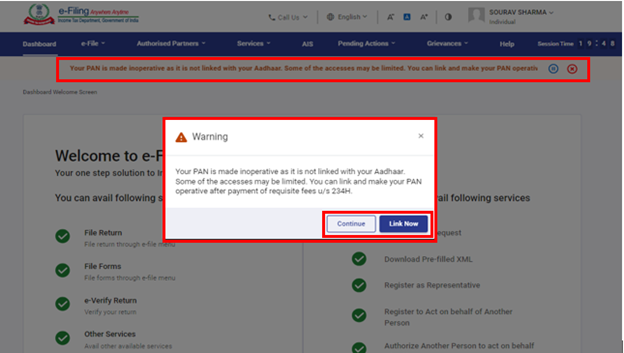 e-Filing Anywhere Anytime
Income Tax Department, Government of India
Call Us
English
A
A
A
SOURAV SHARMA
Individual
Dashboard
e-File
Authorised Partners
Services
AIS
Pending Actions
Grievances
Help
Session Time 1 9 : 4 8
Your PAN is made inoperative as it is not linked with your Aadhaar. Some of the accesses may be limited. You can link and make your PAN operativ
Dashboard Welcome Screen
Warning
Your PAN is made inoperative as it is not linked with your Aadhaar.
Some of the accesses may be limited. You can link and make your PAN
operative after payment of requisite fees u/s 234H.
Continue
Link Now
Welcome to e-F
Your one step solution to
You can avail following s
File Return
File return through e-file menu
File Forms
File forms through e-file menu
e-Verify Return
Verify your return
Other Services
Avail other available services
ail following services
equest
Download Pre-filled XML
Register as Representative
Register to Act on behalf of Another
Person
Authorize Another Person to act on behalf